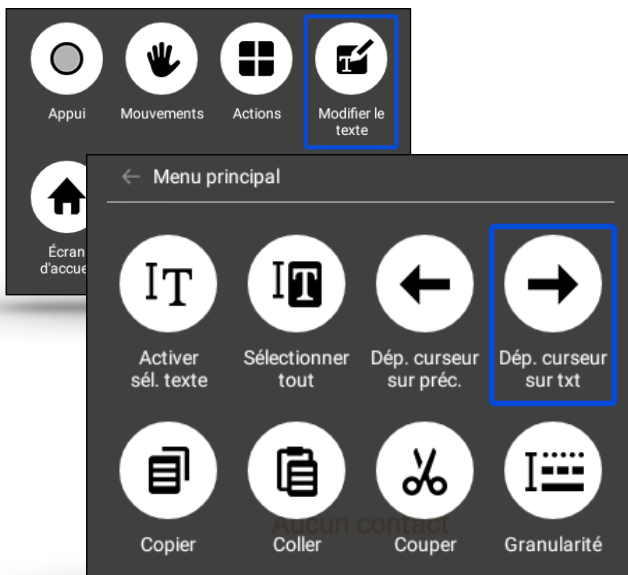 Appui
Mouvements
Actions
Modifier le
texte
Écran
d'accue
Menu principal
Activer
sél. texte
Sélectionner
tout
Dép. curseur
sur préc.
Dép. curseur
sur txt
Aucun contact
Copier
Coller
Couper
Granularité